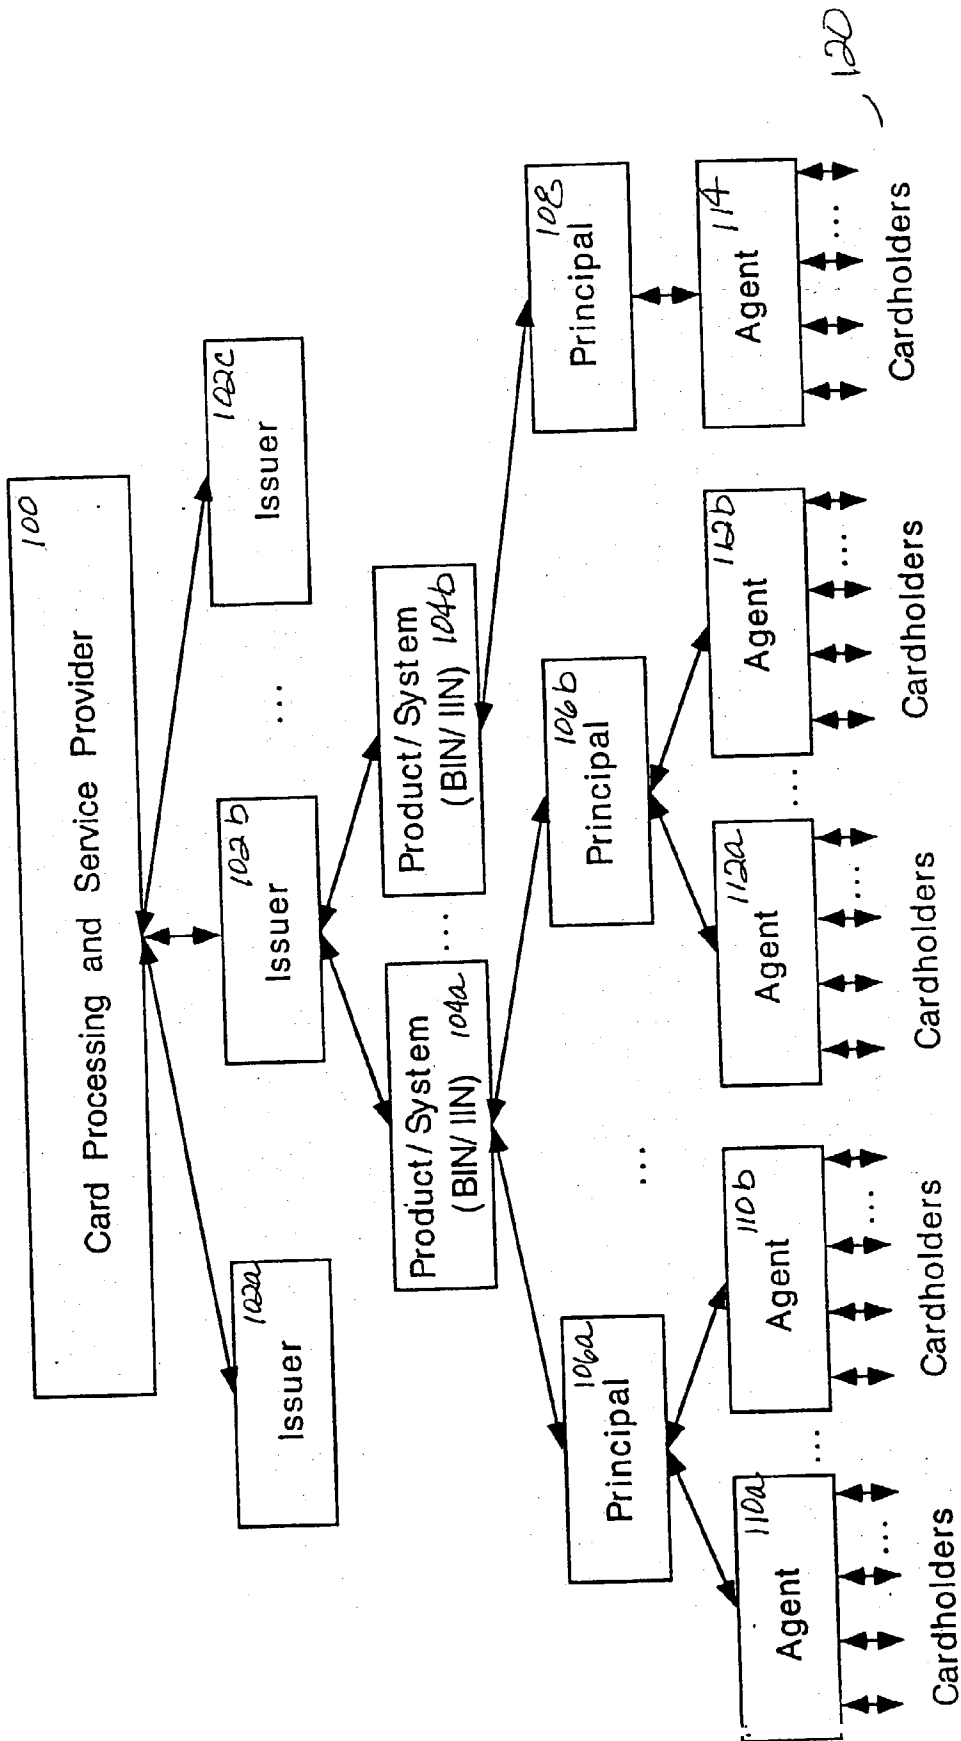 100
Card Processing and Service Provider
102a
Issuer
102b
Issuer
...
102c
Issuer
Product/System
(BIN/IIN) 104a
...
Product/System
(BIN/IIN) 104b
106a
Principal
...
106b
Principal
108
Principal
110a
Agent
...
110b
Agent
112a
Agent
...
112b
Agent
114
Agent
...
...
...
...
...
Cardholders
Cardholders
Cardholders
Cardholders
Cardholders
120